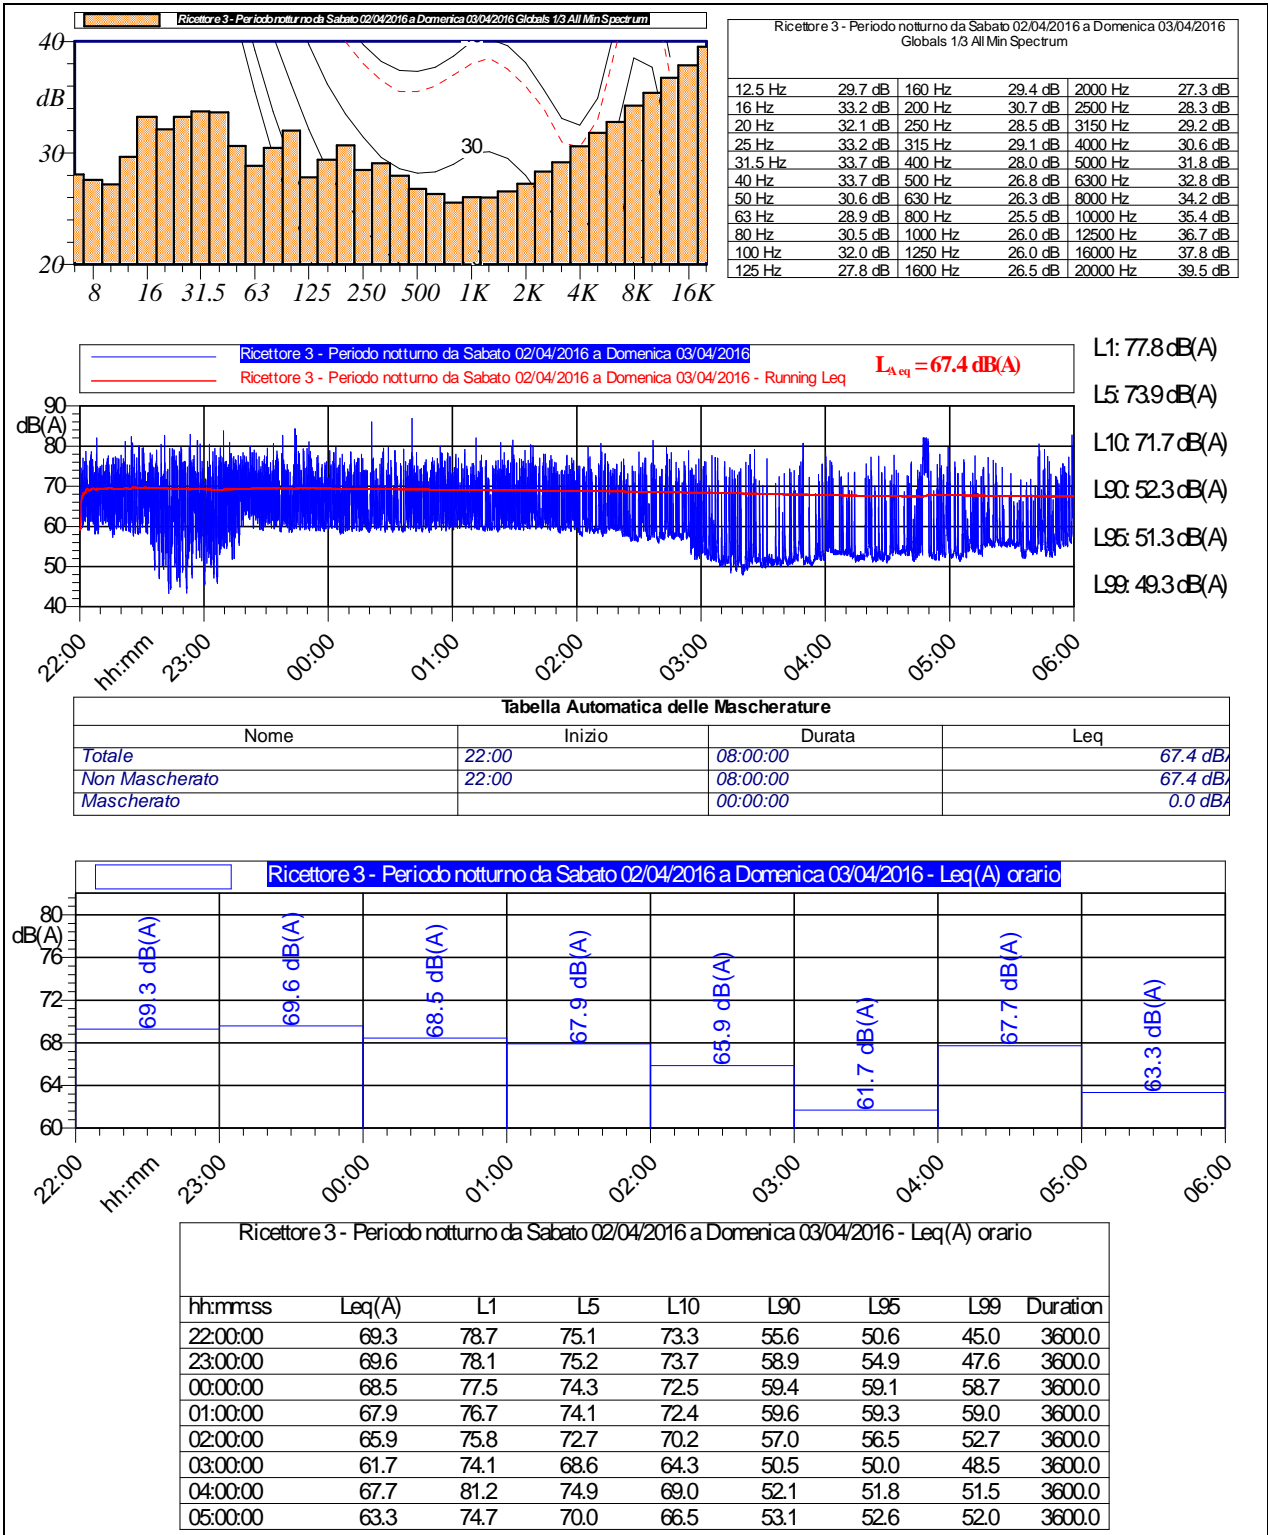 Ricettore 3 - Periodo notturno da Sabato 02/04/2016 a Domenica 03/04/2016 Globals 1/3 All Min Spectrum
40
dB
30
20
30
8 16 31.5 63 125 250 500 1K 2K 4K 8K 16K
Ricettore 3 - Periodo notturno da Sabato 02/04/2016 a Domenica 03/04/2016
Globals 1/3 All Min Spectrum
12.5 Hz 29.7 dB 160 Hz 29.4 dB 2000 Hz 27.3 dB
16 Hz 33.2 dB 200 Hz 30.7 dB 2500 Hz 28.3 dB
20 Hz 32.1 dB 250 Hz 28.5 dB 3150 Hz 29.2 dB
25 Hz 33.2 dB 315 Hz 29.1 dB 4000 Hz 30.6 dB
31.5 Hz 33.7 dB 400 Hz 28.0 dB 5000 Hz 31.8 dB
40 Hz 33.7 dB 500 Hz 26.8 dB 6300 Hz 32.8 dB
50 Hz 30.6 dB 630 Hz 26.3 dB 8000 Hz 34.2 dB
63 Hz 28.9 dB 800 Hz 25.5 dB 10000 Hz 35.4 dB
80 Hz 30.5 dB 1000 Hz 26.0 dB 12500 Hz 36.7 dB
100 Hz 32.0 dB 1250 Hz 26.0 dB 16000 Hz 37.8 dB
125 Hz 27.8 dB 1600 Hz 26.5 dB 20000 Hz 39.5 dB
Ricettore 3 - Periodo notturno da Sabato 02/04/2016 a Domenica 03/04/2016
Ricettore 3 - Periodo notturno da Sabato 02/04/2016 a Domenica 03/04/2016 - Running Leq
LA eq = 67.4 dB(A)
90
dB(A)
80
70
60
50
40
22:00 hh:mm 23:00 00:00 01:00 02:00 03:00 04:00 05:00 06:00
L1: 77.8 dB(A)
L5: 73.9 dB(A)
L10: 71.7 dB(A)
L90: 52.3 dB(A)
L95: 51.3 dB(A)
L99: 49.3 dB(A)
Tabella Automatica delle Mascherature
Nome Inizio Durata Leq
Totale 22:00 08:00:00 67.4 dBA
Non Mascherato 22:00 08:00:00 67.4 dBA
Mascherato 00:00:00 0.0 dBA
Ricettore 3 - Periodo notturno da Sabato 02/04/2016 a Domenica 03/04/2016 - Leq(A) orario
80
dB(A)
76
72
68
64
60
69.3 dB(A)
69.6 dB(A)
68.5 dB(A)
67.9 dB(A)
65.9 dB(A)
61.7 dB(A)
67.7 dB(A)
63.3 dB(A)
22:00 hh:mm 23:00 00:00 01:00 02:00 03:00 04:00 05:00 06:00
Ricettore 3 - Periodo notturno da Sabato 02/04/2016 a Domenica 03/04/2016 - Leq(A) orario
hh:mm:ss Leq(A) L1 L5 L10 L90 L95 L99 Duration
22:00:00 69.3 78.7 75.1 73.3 55.6 50.6 45.0 3600.0
23:00:00 69.6 78.1 75.2 73.7 58.9 54.9 47.6 3600.0
00:00:00 68.5 77.5 74.3 72.5 59.4 59.1 58.7 3600.0
01:00:00 67.9 76.7 74.1 72.4 59.6 59.3 59.0 3600.0
02:00:00 65.9 75.8 72.7 70.2 57.0 56.5 52.7 3600.0
03:00:00 61.7 74.1 68.6 64.3 50.5 50.0 48.5 3600.0
04:00:00 67.7 81.2 74.9 69.0 52.1 51.8 51.5 3600.0
05:00:00 63.3 74.7 70.0 66.5 53.1 52.6 52.0 3600.0